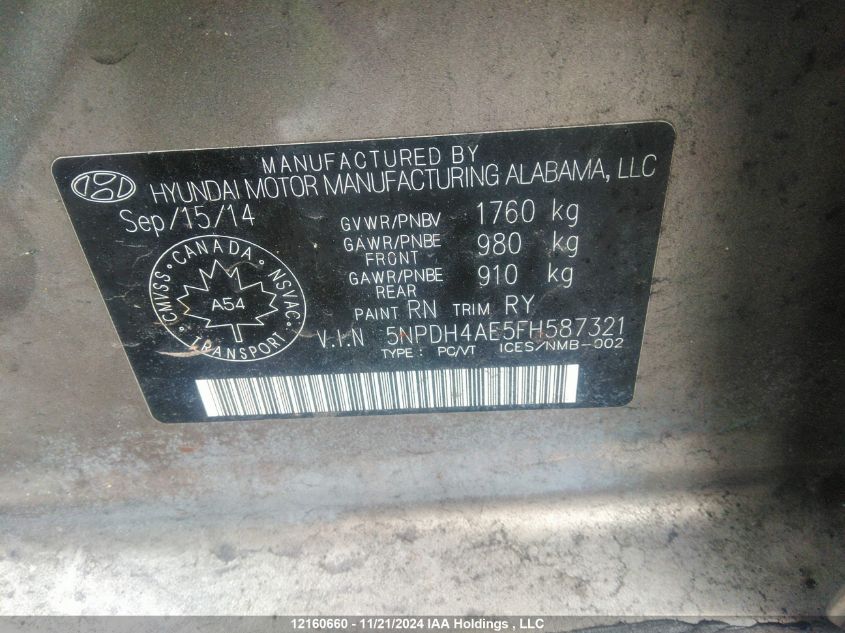 MANUFACTURED BY
HYUNDAI MOTOR MANUFACTURING ALABAMA, LLC
Sep/15/14
GVWR/PNBV 1760 kg
GAWR/PNBE FRONT 980 kg
GAWR/PNBE REAR 910 kg
PAINT RN TRIM RY
V.I.N 5NPDH4AE5FH587321
TYPE : PC/VT ICES/NMB-002
CMVSS · CANADA · NSVAC · TRANSPORT ·
A54
12160660 - 11/21/2024 IAA Holdings , LLC